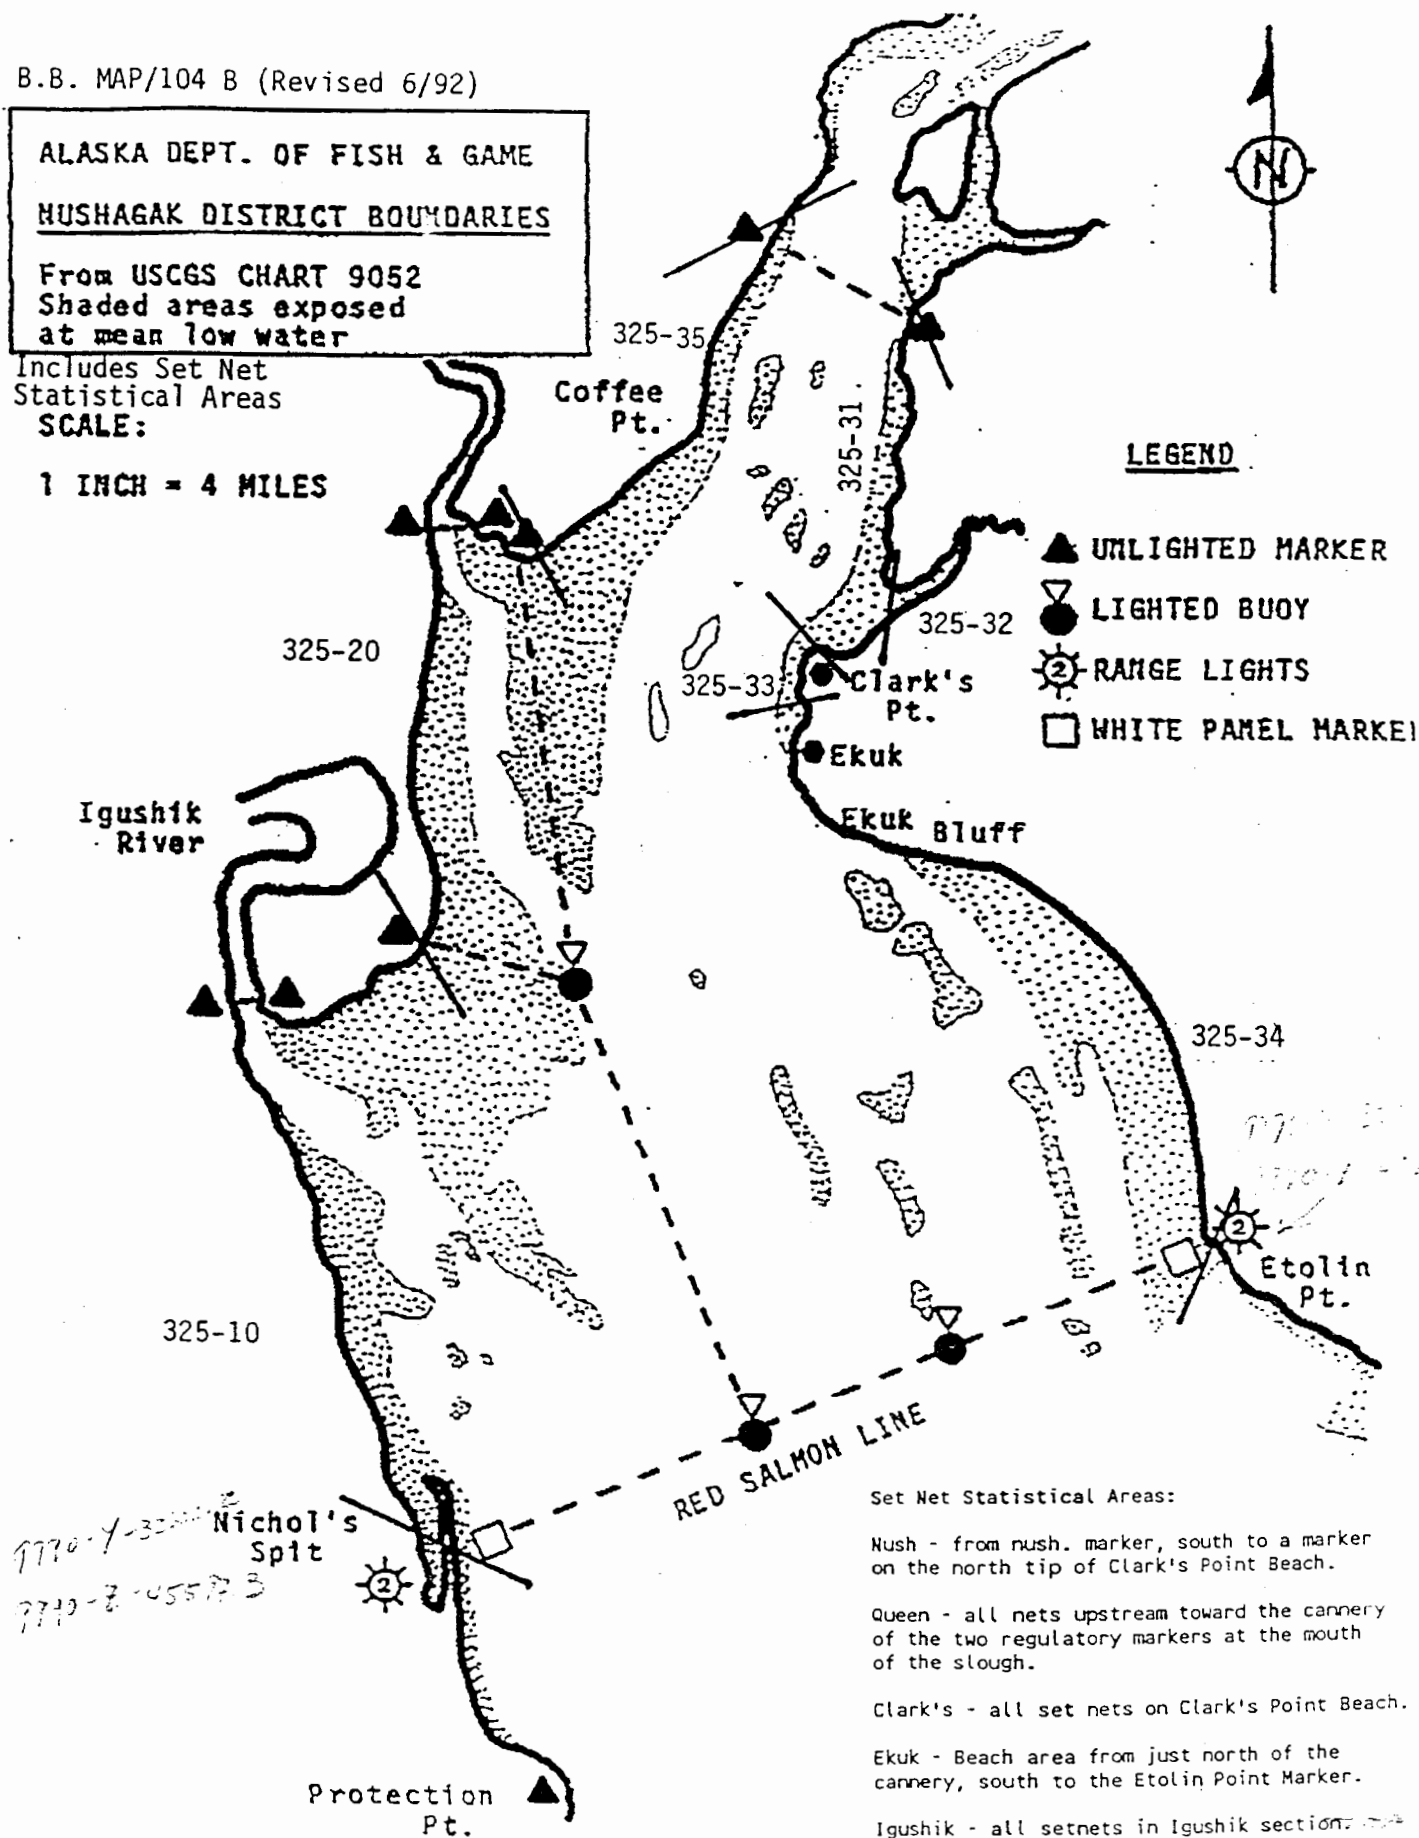 B.B. MAP/104 B (Revised 6/92)
ALASKA DEPT. OF FISH & GAME
NUSHAGAK DISTRICT BOUNDARIES
From USCGS CHART 9052
Shaded areas exposed
at mean low water
Includes Set Net
Statistical Areas
SCALE:
1 INCH = 4 MILES
N
325-35
Coffee
Pt.
325-31
LEGEND
UNLIGHTED MARKER
LIGHTED BUOY
2 RANGE LIGHTS
WHITE PANEL MARKE
325-20
325-32
325-33
Clark's
Pt.
Ekuk
Ekuk Bluff
Igushik
River
325-34
2
Etolin
Pt.
325-10
RED SALMON LINE
Nichol's
Spit
2
Protection
Pt.
Set Net Statistical Areas:
Nush - from nush. marker, south to a marker
on the north tip of Clark's Point Beach.
Queen - all nets upstream toward the cannery
of the two regulatory markers at the mouth
of the slough.
Clark's - all set nets on Clark's Point Beach.
Ekuk - Beach area from just north of the
cannery, south to the Etolin Point Marker.
Igushik - all setnets in Igushik section.